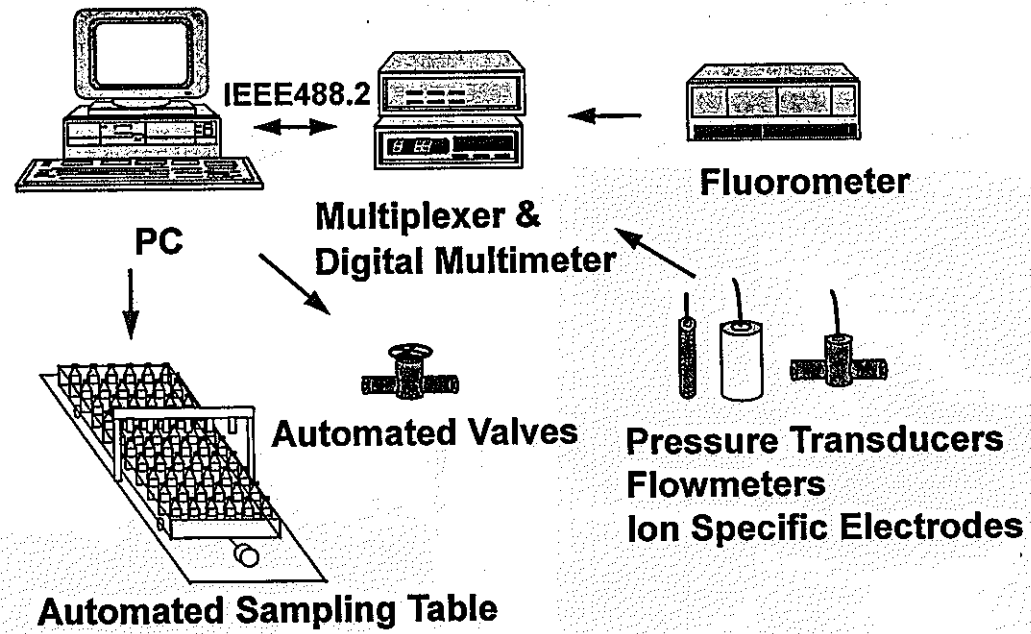 IEEE488.2
Fluorometer
PC
Multiplexer &
Digital Multimeter
Automated Valves
Pressure Transducers
Flowmeters
Ion Specific Electrodes
Automated Sampling Table